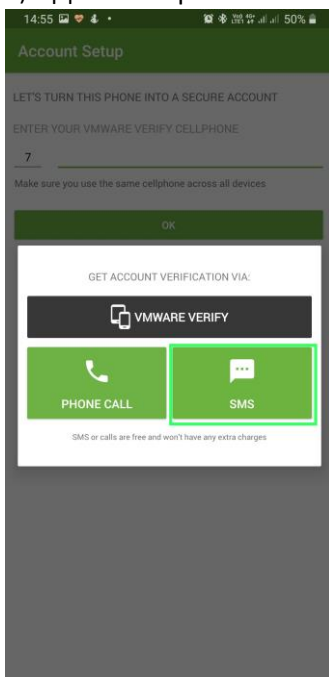 14:55 50%
Account Setup
LET'S TURN THIS PHONE INTO A SECURE ACCOUNT
ENTER YOUR VMWARE VERIFY CELLPHONE
7
Make sure you use the same cellphone across all devices
OK
GET ACCOUNT VERIFICATION VIA:
VMWARE VERIFY
PHONE CALL SMS
SMS or calls are free and won't have any extra charges